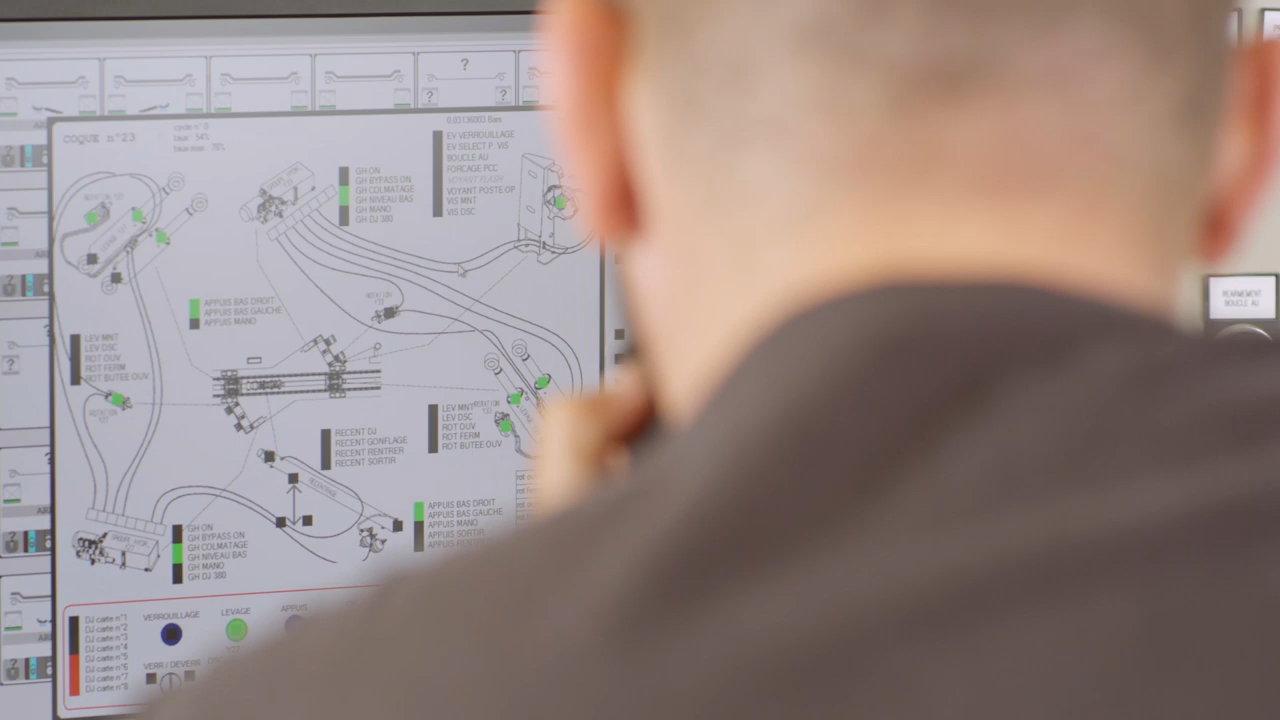 COQUE n°23
cycle n° 0
taux : 54%
taux max : 70%
0.03136003 Bars
EV VERROUILLAGE
EV SELECT P. VIS
BOUCLE AU
FORCAGE PCC
VOYANT FLASH
VOYANT POSTE OP
VIS MNT
VIS DSC
GH ON
GH BYPASS ON
GH COLMATAGE
GH NIVEAU BAS
GH MANO
GH DJ 380
APPUIS BAS DROIT
APPUIS BAS GAUCHE
APPUIS MANO
LEV MNT
LEV DSC
ROT OUV
ROT FERM
ROT BUTEE OUV
LEV MNT
LEV DSC
ROT OUV
ROT FERM
ROT BUTEE OUV
RECENT DJ
RECENT GONFLAGE
RECENT RENTRER
RECENT SORTIR
RECENTAGE
APPUIS BAS DROIT
APPUIS BAS GAUCHE
APPUIS MANO
APPUIS SORTIR
GH ON
GH BYPASS ON
GH COLMATAGE
GH NIVEAU BAS
GH MANO
GH DJ 380
DJ carte n°1
DJ carte n°2
DJ carte n°3
DJ carte n°4
DJ carte n°5
DJ carte n°6
DJ carte n°7
DJ carte n°8
VERROUILLAGE
LEVAGE
APPUIS
VERR / DEVERR
REARMEMENT
BOUCLE AU